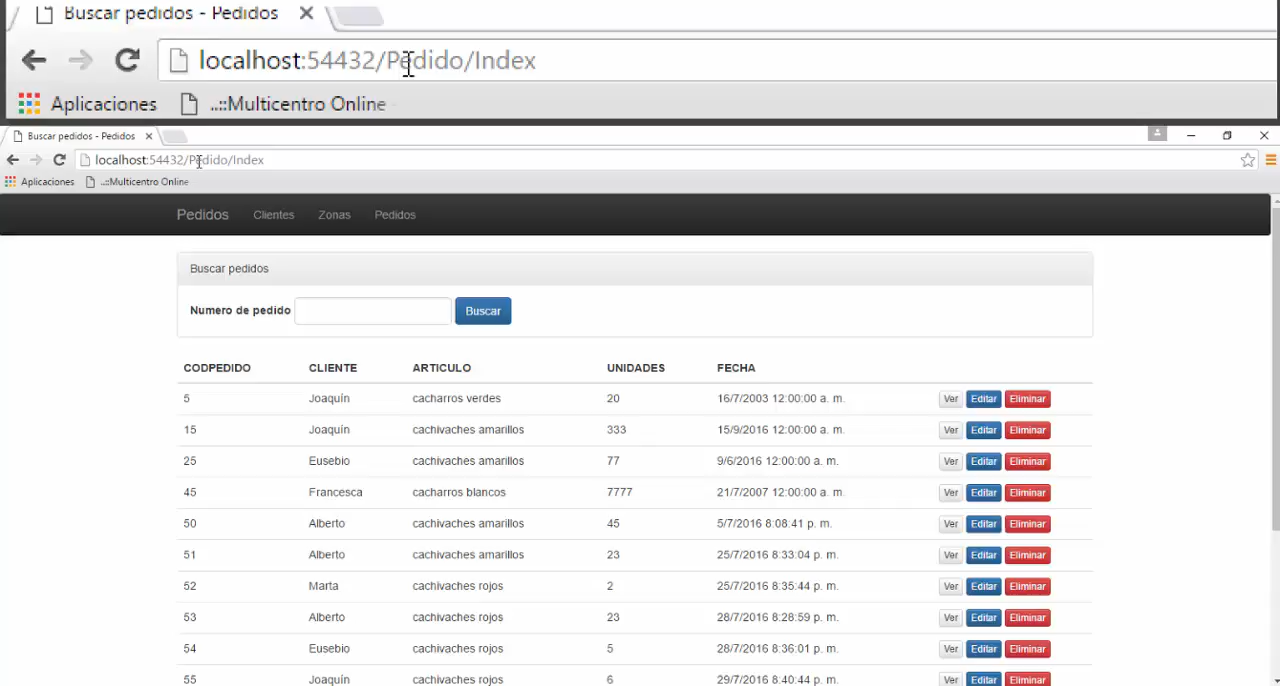 Buscar pedidos - Pedidos
localhost:54432/Pedido/Index
Aplicaciones ..::Multicentro Online
Buscar pedidos - Pedidos
localhost:54432/Pedido/Index
Aplicaciones ..::Multicentro Online
Pedidos Clientes Zonas Pedidos
Buscar pedidos
Numero de pedido Buscar
CODPEDIDO CLIENTE ARTICULO UNIDADES FECHA
5 Joaquín cacharros verdes 20 16/7/2003 12:00:00 a. m. Ver Editar Eliminar
15 Joaquín cachivaches amarillos 333 15/9/2016 12:00:00 a. m. Ver Editar Eliminar
25 Eusebio cachivaches amarillos 77 9/6/2016 12:00:00 a. m. Ver Editar Eliminar
45 Francesca cacharros blancos 7777 21/7/2007 12:00:00 a. m. Ver Editar Eliminar
50 Alberto cachivaches amarillos 45 5/7/2016 8:08:41 p. m. Ver Editar Eliminar
51 Alberto cachivaches amarillos 23 25/7/2016 8:33:04 p. m. Ver Editar Eliminar
52 Marta cachivaches rojos 2 25/7/2016 8:35:44 p. m. Ver Editar Eliminar
53 Alberto cachivaches rojos 23 28/7/2016 8:28:59 p. m. Ver Editar Eliminar
54 Eusebio cachivaches rojos 5 28/7/2016 8:36:01 p. m. Ver Editar Eliminar
55 Joaquín cachivaches rojos 6 29/7/2016 8:40:44 p. m. Ver Editar Eliminar